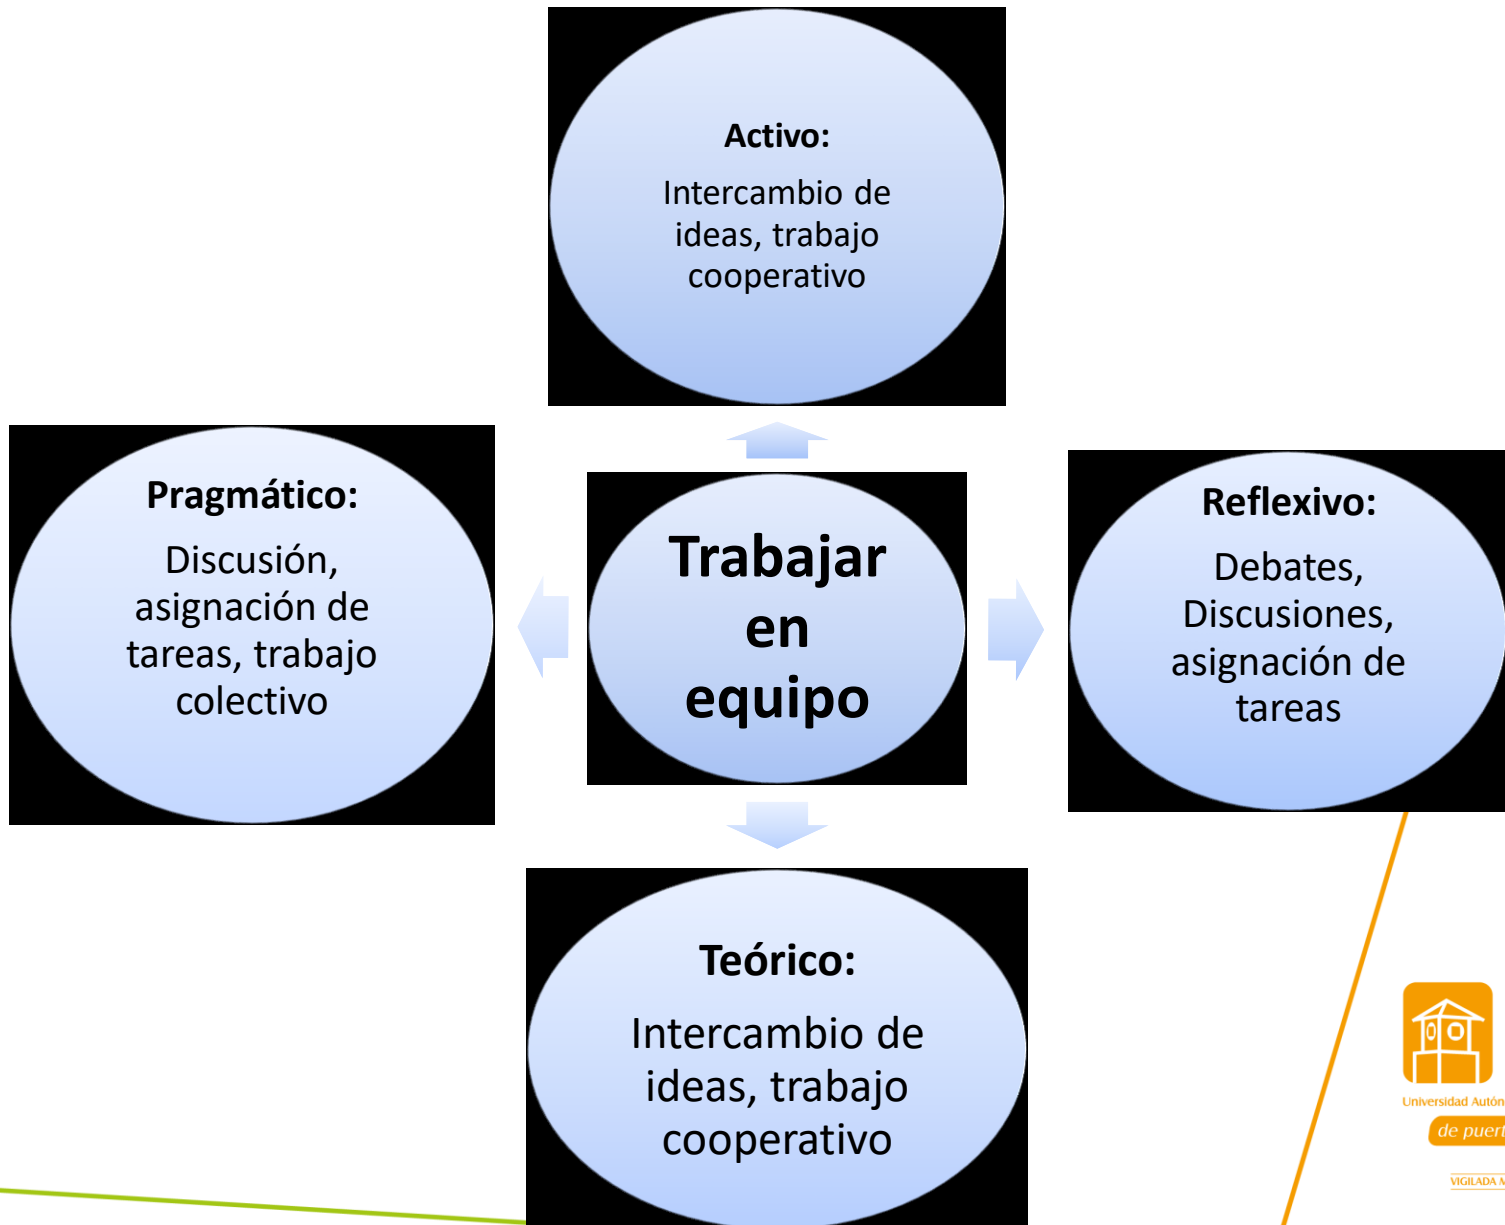 Activo:
Intercambio de
ideas, trabajo
cooperativo
Pragmático:
Discusión,
asignación de
tareas, trabajo
colectivo
Trabajar
en
equipo
Reflexivo:
Debates,
Discusiones,
asignación de
tareas
Teórico:
Intercambio de
ideas, trabajo
cooperativo
Universidad Autón
de puert
VIGILADA M